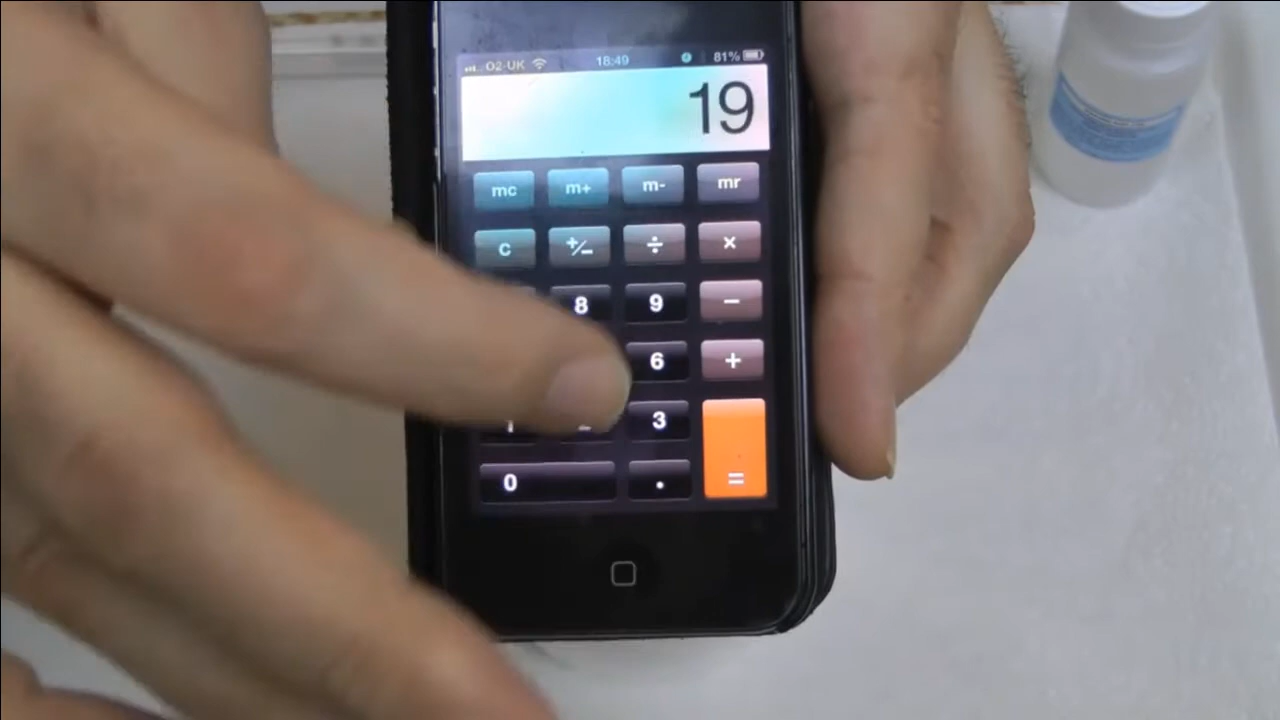 O2-UK 18:49 81%
19
mc m+ m- mr
c +/− ÷ ×
8 9 −
6 +
3
0 . =